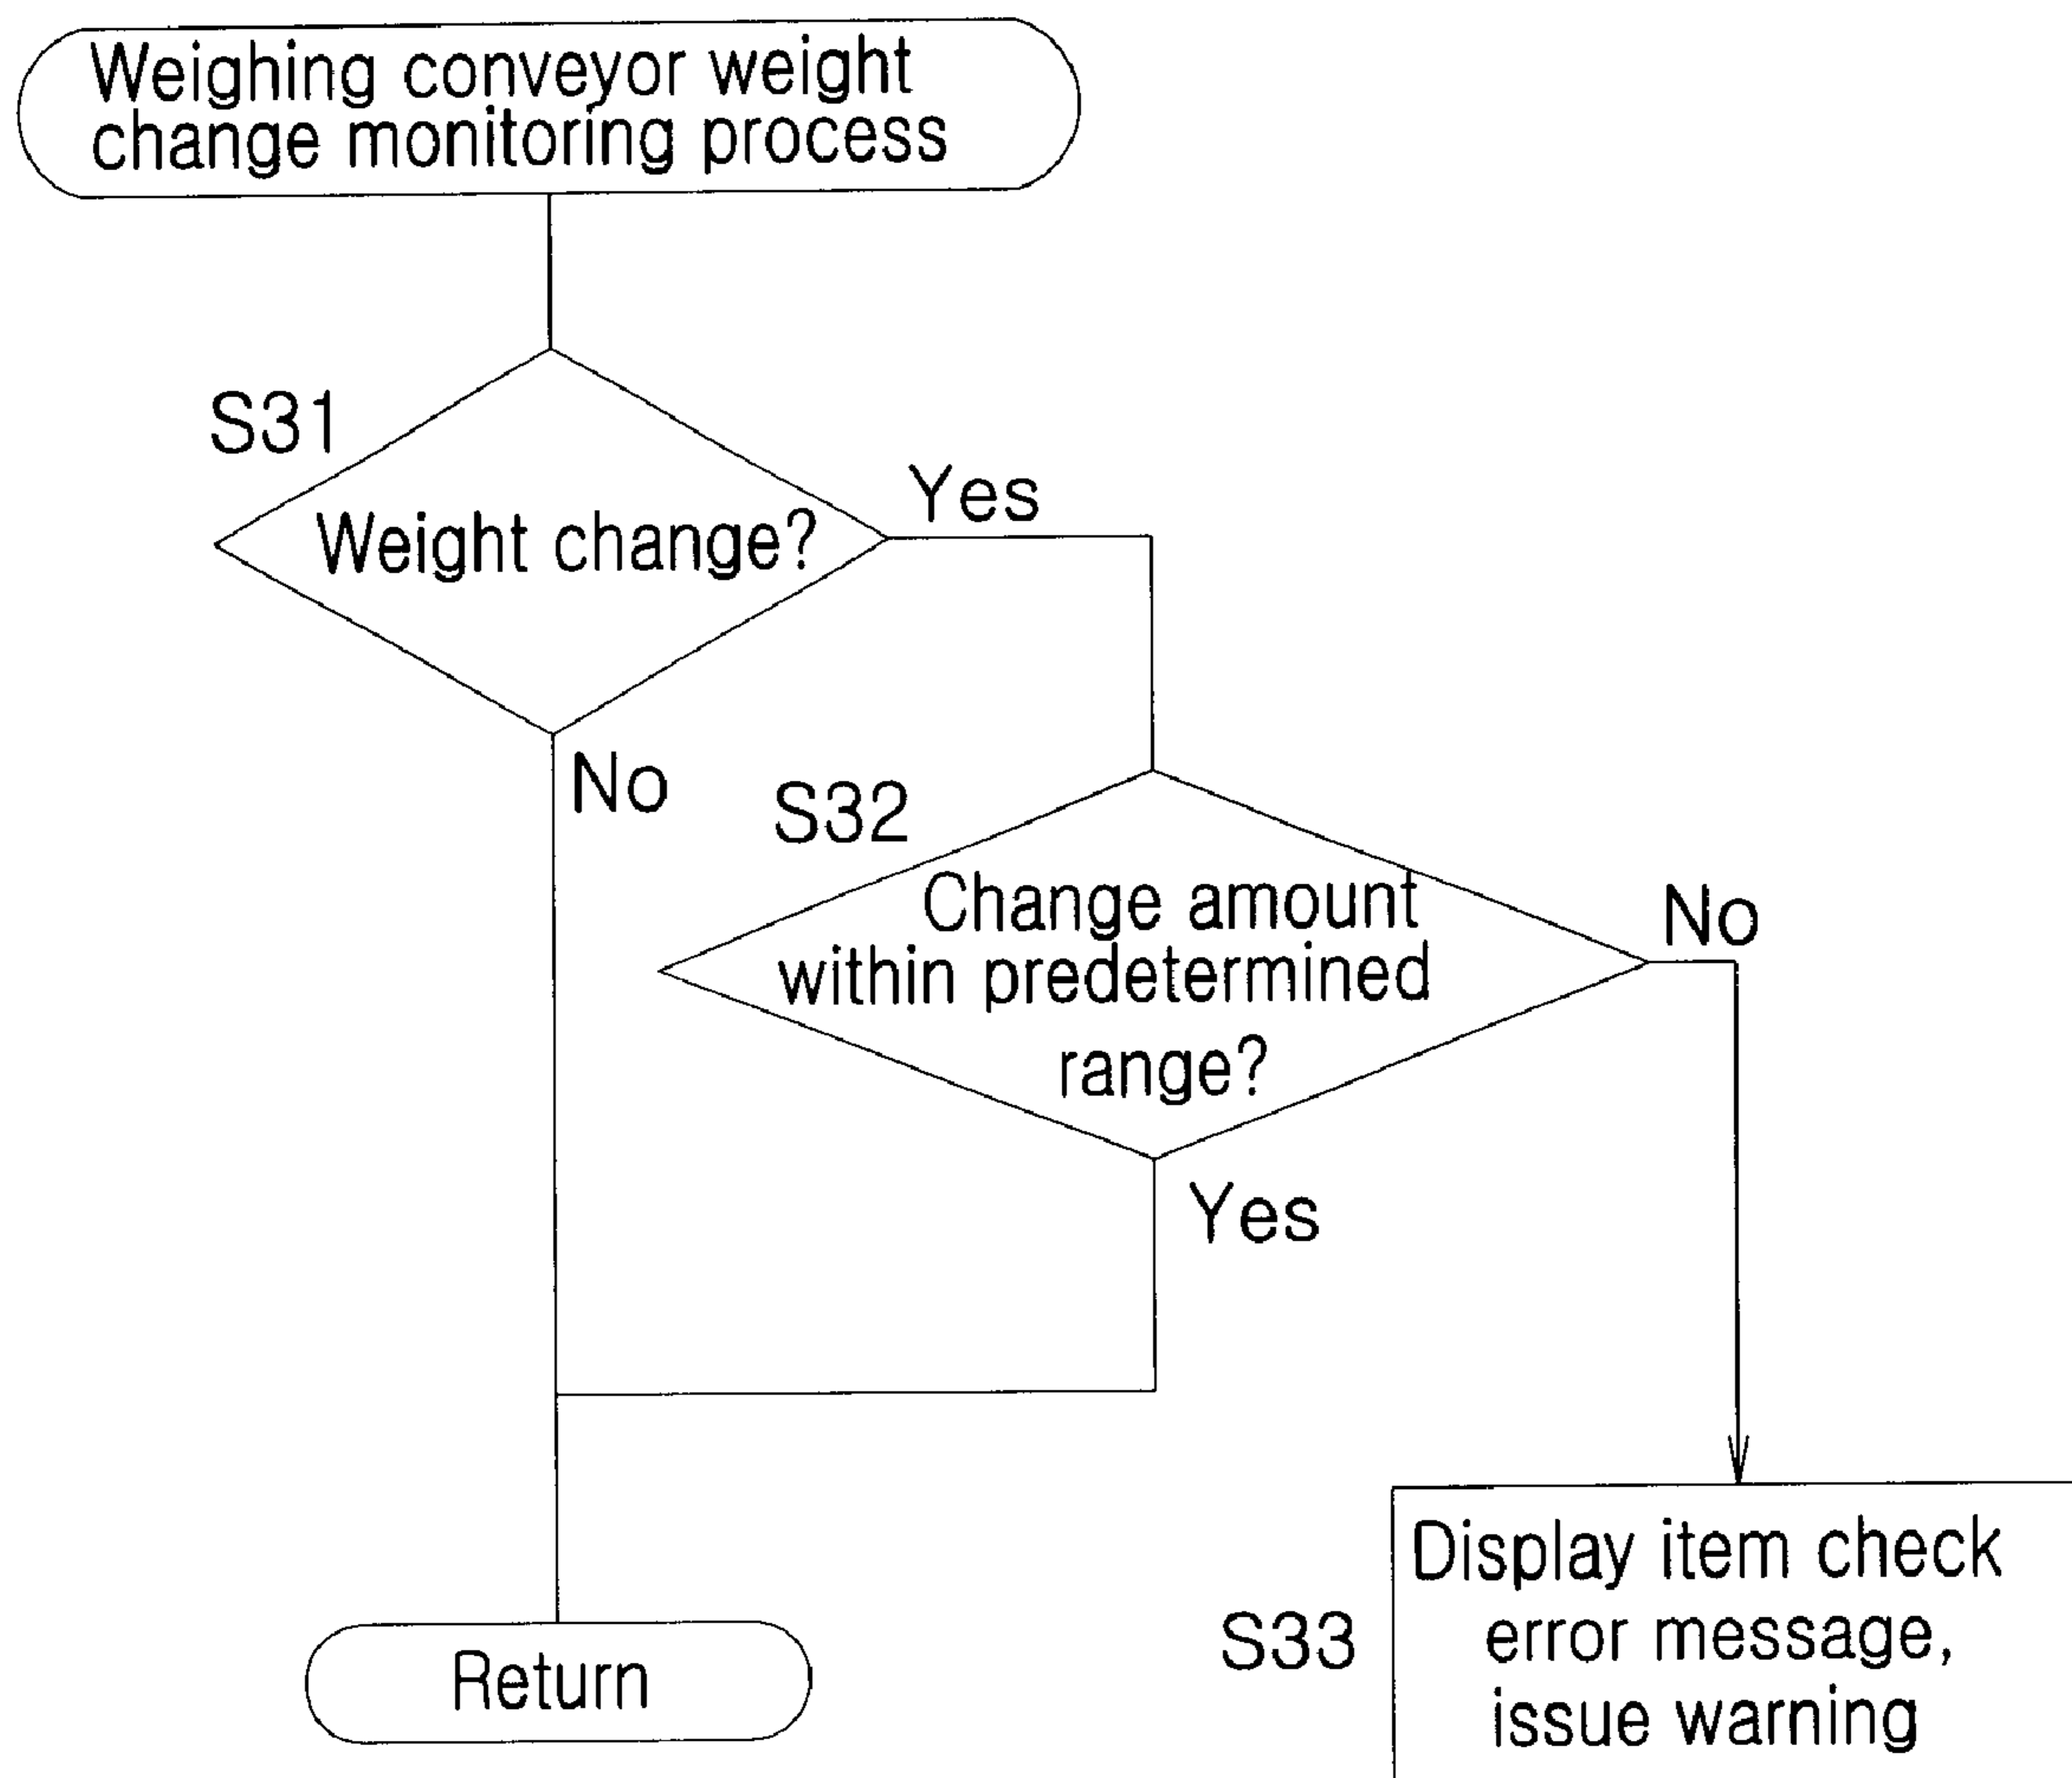 Weighing conveyor weight
change monitoring process
S31
Weight change?
Yes
No
S32
Change amount
within predetermined
range?
No
Yes
Display item check
error message,
issue warning
S33
Return